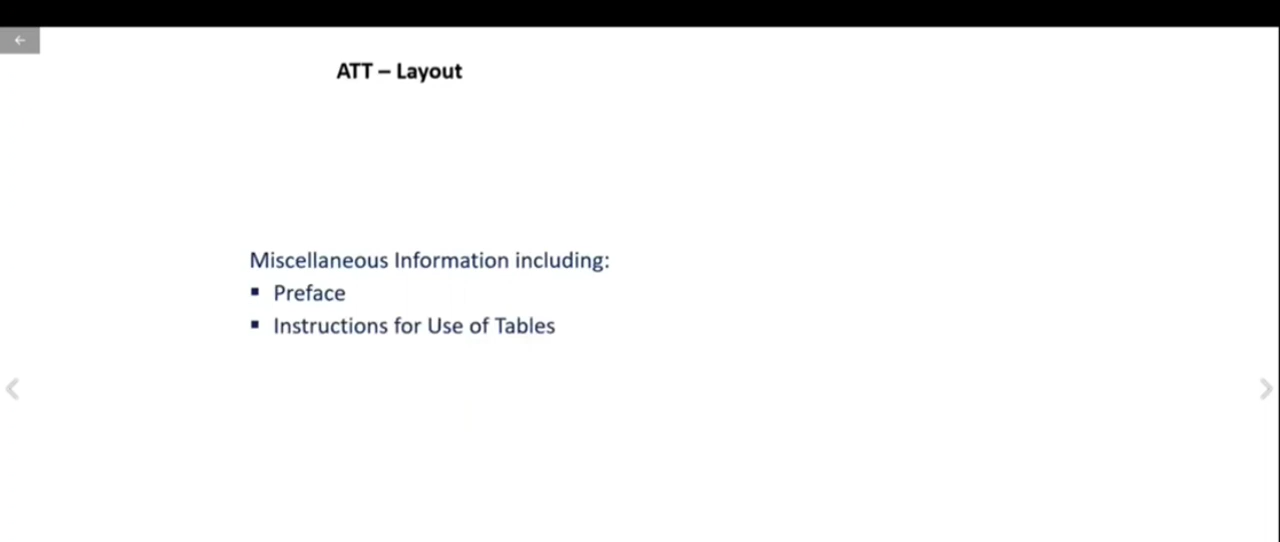 ATT – Layout
Miscellaneous Information including:
▪ Preface
▪ Instructions for Use of Tables